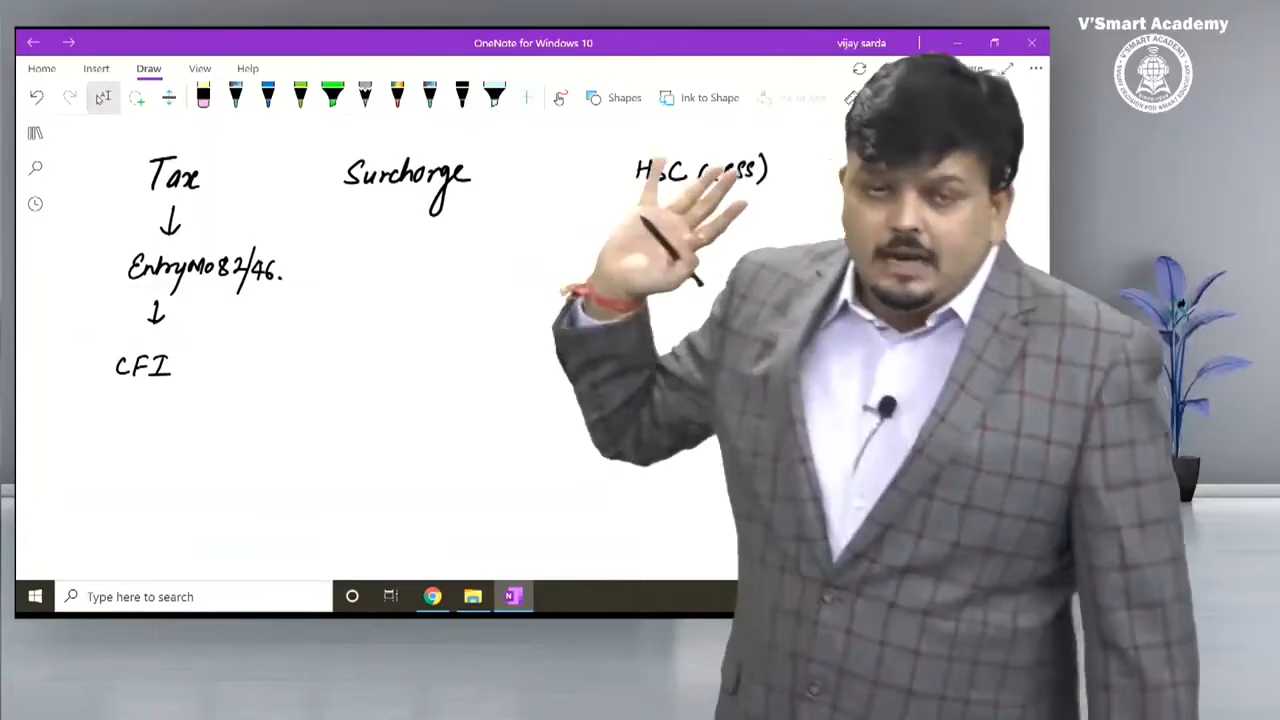 V'Smart Academy
OneNote for Windows 10
vijay sarda
Home Insert Draw View Help
Shapes
Ink to Shape
Tax
Surcharge
Entry No 82/46.
CFI
Type here to search